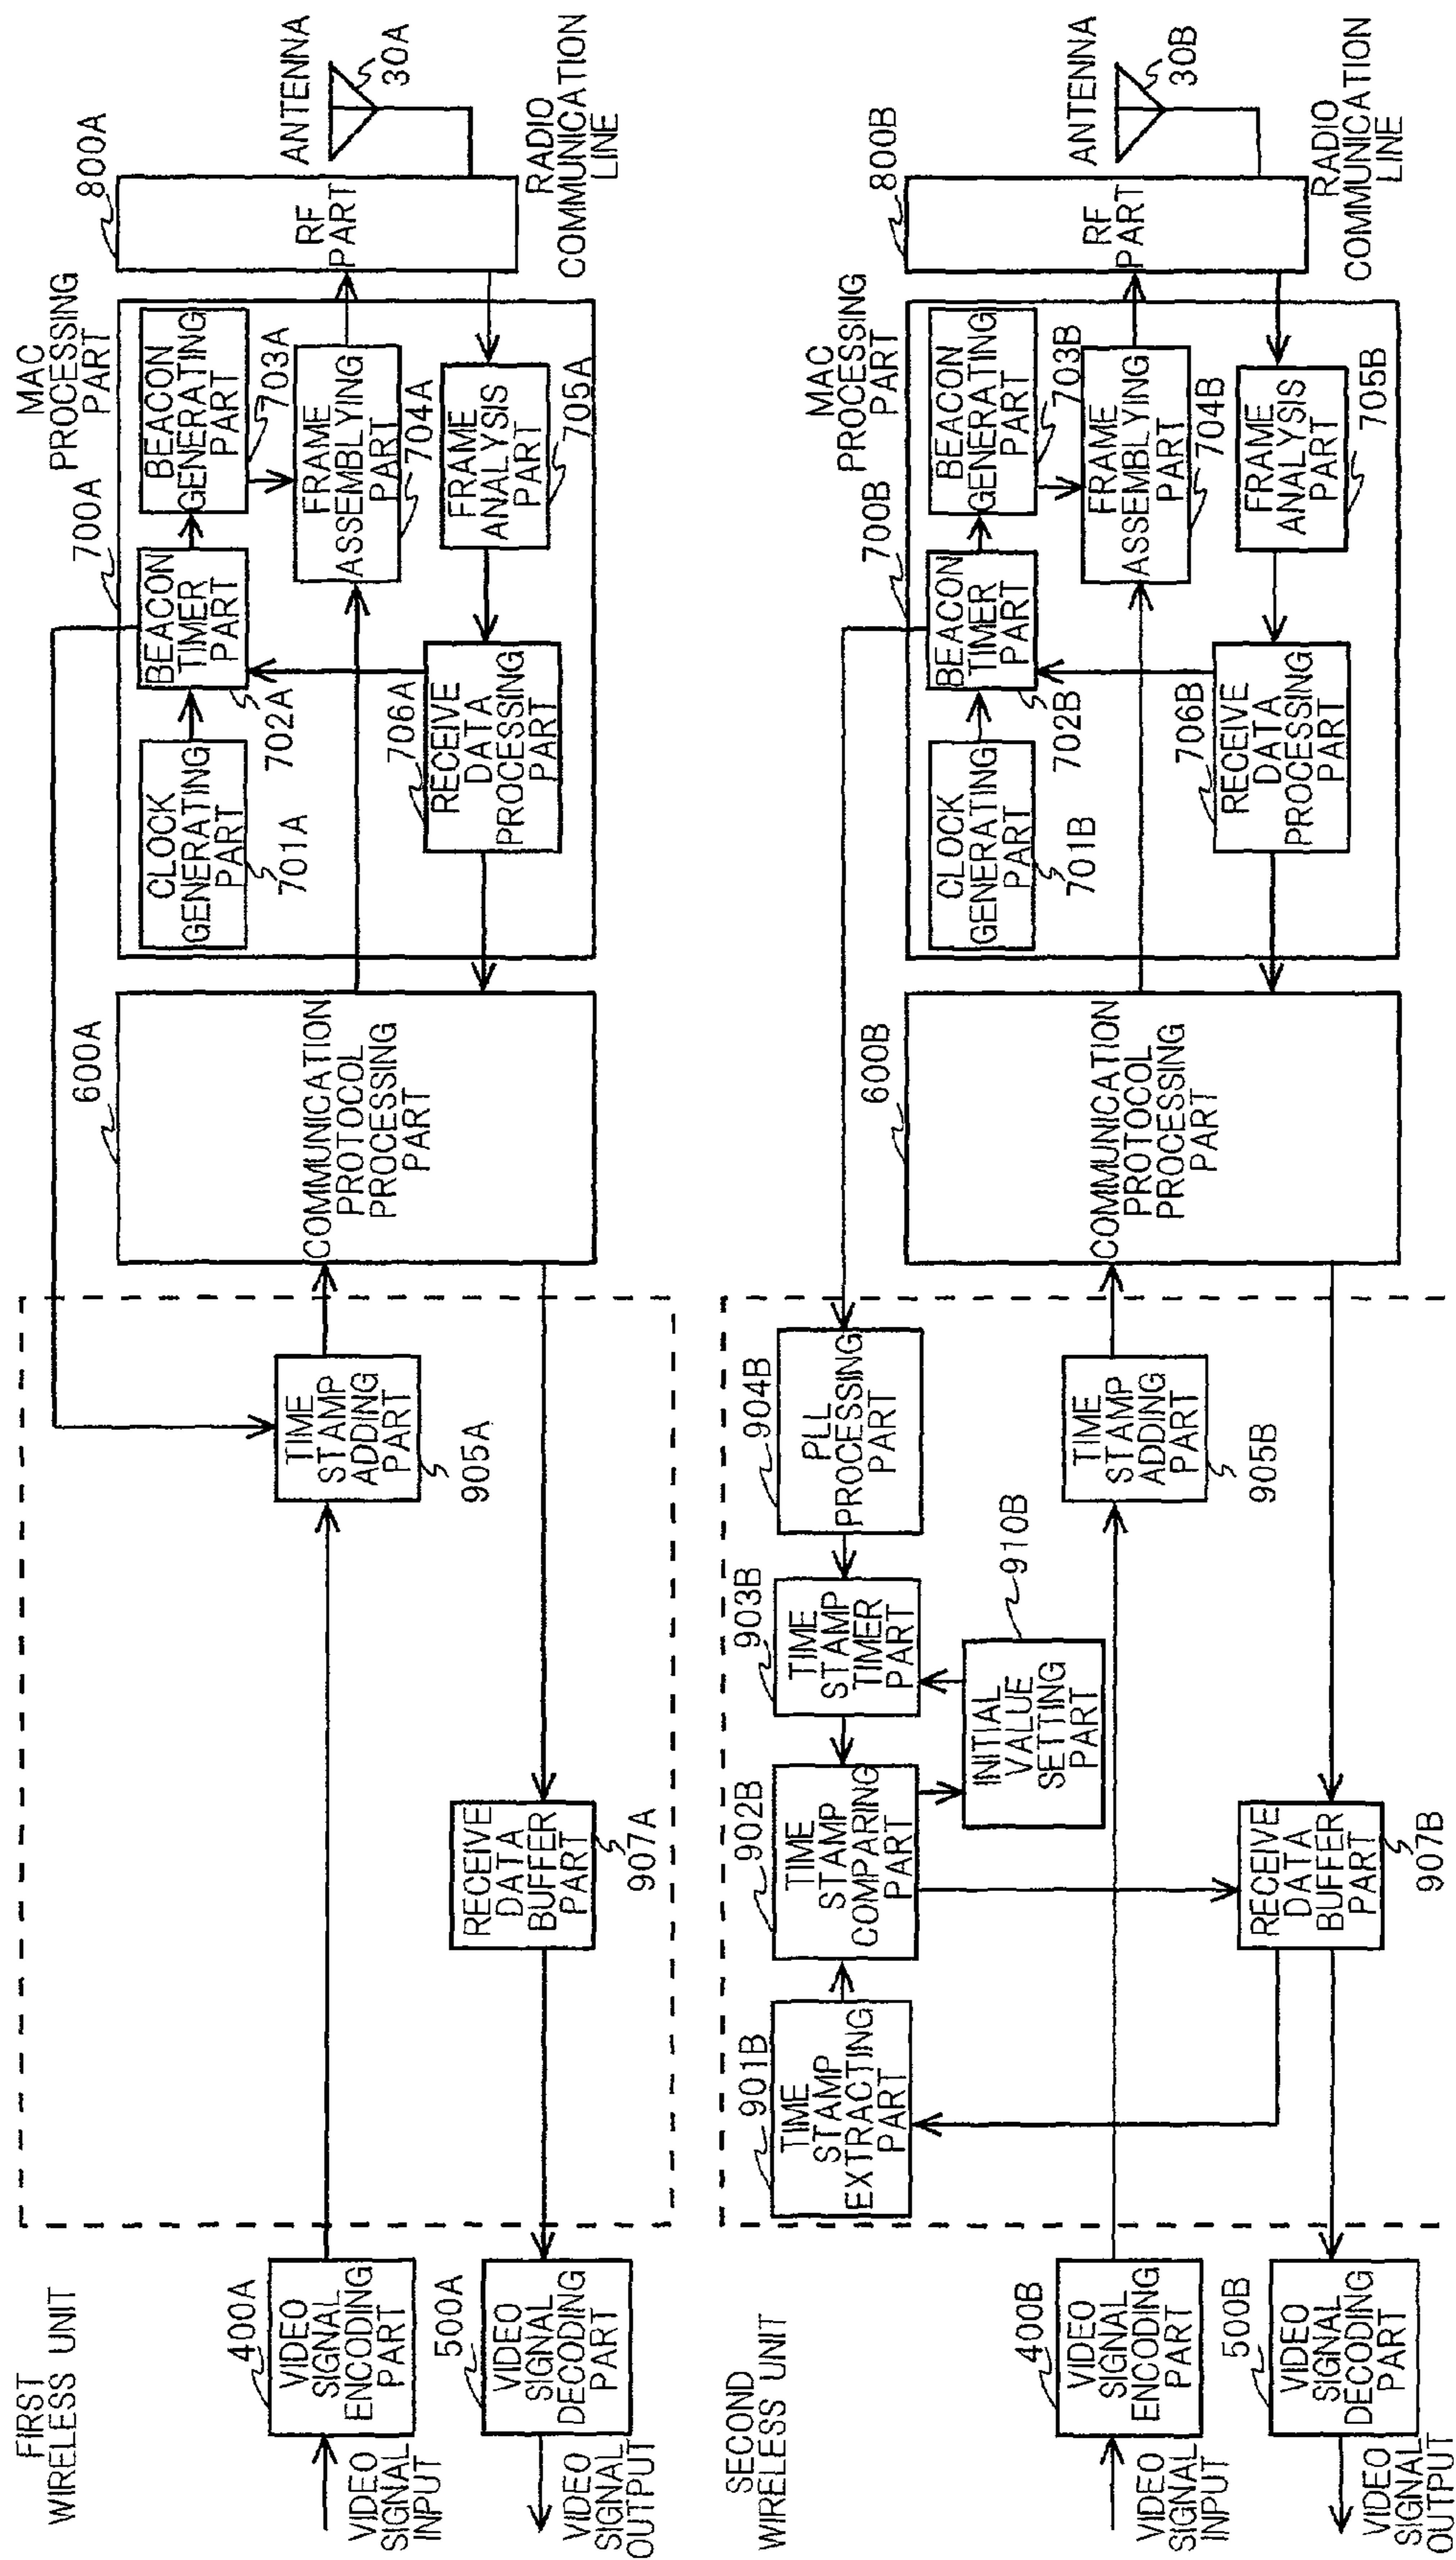 FIRST
WIRELESS UNIT
VIDEO
SIGNAL
INPUT
400A
VIDEO
SIGNAL
ENCODING
PART
VIDEO
SIGNAL
OUTPUT
500A
VIDEO
SIGNAL
DECODING
PART
TIME
STAMP
ADDING
PART
905A
RECEIVE
DATA
BUFFER
PART
907A
600A
COMMUNICATION
PROTOCOL
PROCESSING
PART
MAC
PROCESSING
PART
700A
CLOCK
GENERATING
PART
701A
BEACON
TIMER
PART
702A
BEACON
GENERATING
PART
703A
FRAME
ASSEMBLYING
PART
704A
FRAME
ANALYSIS
PART
705A
706A
RECEIVE
DATA
PROCESSING
PART
800A
RF
PART
ANTENNA
30A
RADIO
COMMUNICATION
LINE
SECOND
WIRELESS UNIT
VIDEO
SIGNAL
INPUT
400B
VIDEO
SIGNAL
ENCODING
PART
VIDEO
SIGNAL
OUTPUT
500B
VIDEO
SIGNAL
DECODING
PART
901B
TIME
STAMP
EXTRACTING
PART
902B
TIME
STAMP
COMPARING
PART
903B
TIME
STAMP
TIMER
PART
904B
PLL
PROCESSING
PART
INITIAL
VALUE
SETTING
PART
910B
TIME
STAMP
ADDING
PART
905B
RECEIVE
DATA
BUFFER
PART
907B
600B
COMMUNICATION
PROTOCOL
PROCESSING
PART
MAC
PROCESSING
PART
700B
CLOCK
GENERATING
PART
701B
BEACON
TIMER
PART
702B
BEACON
GENERATING
PART
703B
FRAME
ASSEMBLYING
PART
704B
FRAME
ANALYSIS
PART
705B
706B
RECEIVE
DATA
PROCESSING
PART
800B
RF
PART
ANTENNA
30B
RADIO
COMMUNICATION
LINE